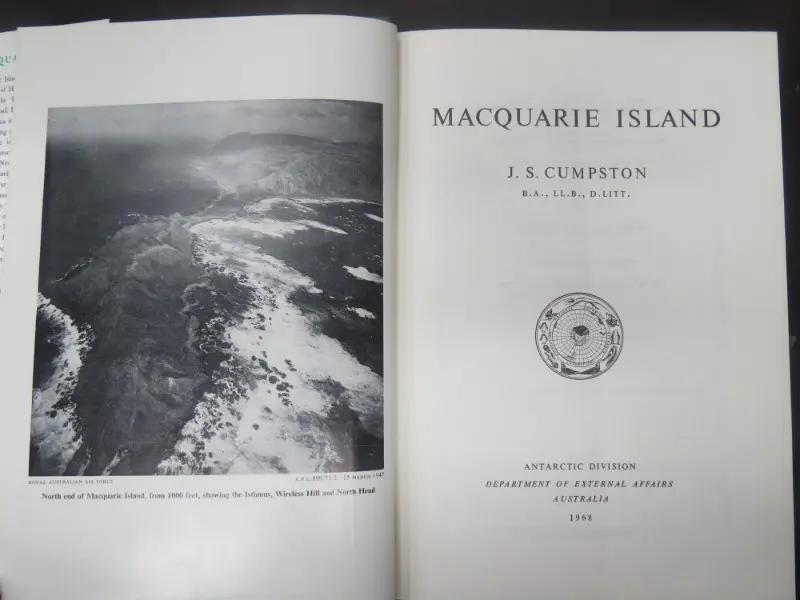 ROYAL AUSTRALIAN AIR FORCE
15 MARCH 1947
North end of Macquarie Island, from 1000 feet, showing the Isthmus, Wireless Hill and North Head
MACQUARIE ISLAND
J. S. CUMPSTON
B.A., LL.B., D.LITT.
ANTARCTIC DIVISION
DEPARTMENT OF EXTERNAL AFFAIRS
AUSTRALIA
1968